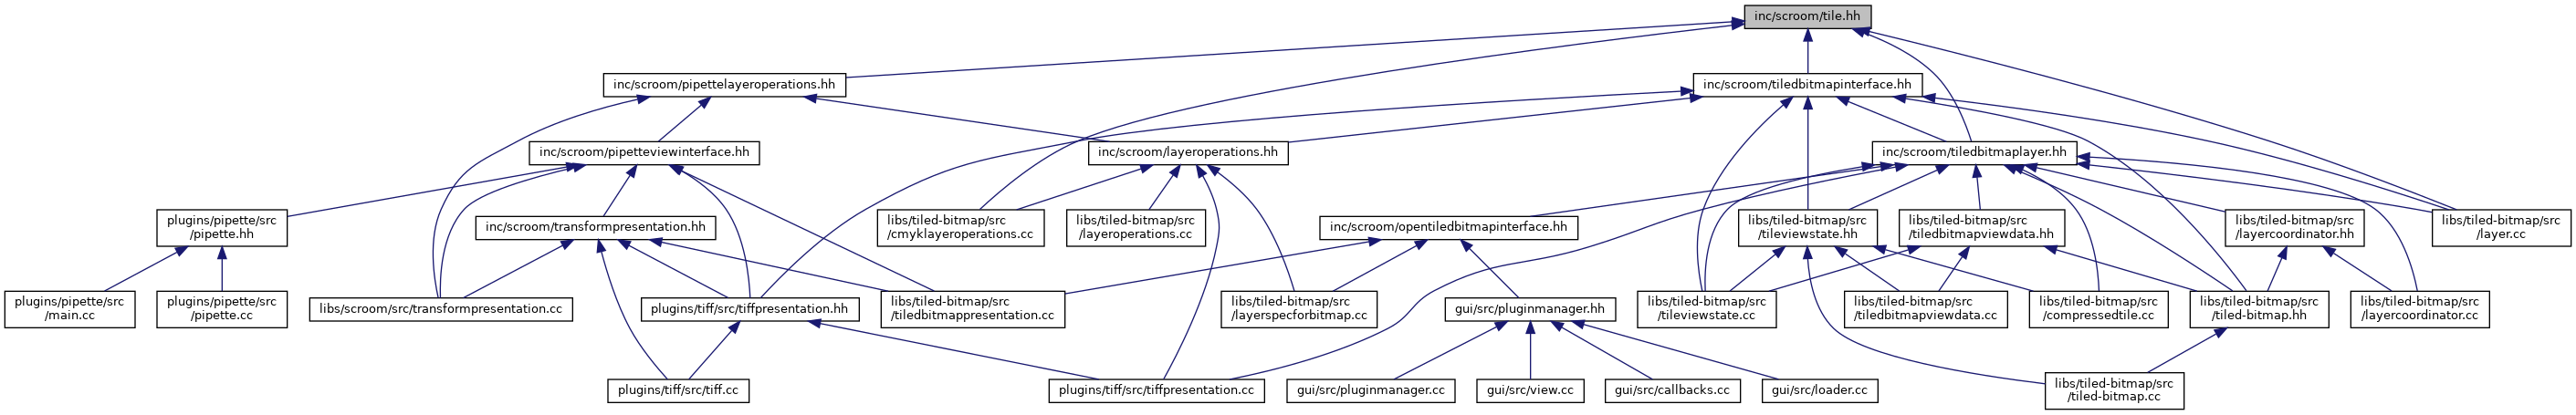 inc/scroom/tile.hh
inc/scroom/pipettelayeroperations.hh
inc/scroom/tiledbitmapinterface.hh
inc/scroom/pipetteviewinterface.hh
inc/scroom/layeroperations.hh
inc/scroom/tiledbitmaplayer.hh
plugins/pipette/src
/pipette.hh
inc/scroom/transformpresentation.hh
libs/tiled-bitmap/src
/cmyklayeroperations.cc
libs/tiled-bitmap/src
/layeroperations.cc
inc/scroom/opentiledbitmapinterface.hh
libs/tiled-bitmap/src
/tileviewstate.hh
libs/tiled-bitmap/src
/tiledbitmapviewdata.hh
libs/tiled-bitmap/src
/layercoordinator.hh
libs/tiled-bitmap/src
/layer.cc
plugins/pipette/src
/main.cc
plugins/pipette/src
/pipette.cc
libs/scroom/src/transformpresentation.cc
plugins/tiff/src/tiffpresentation.hh
libs/tiled-bitmap/src
/tiledbitmappresentation.cc
libs/tiled-bitmap/src
/layerspecforbitmap.cc
gui/src/pluginmanager.hh
libs/tiled-bitmap/src
/tileviewstate.cc
libs/tiled-bitmap/src
/tiledbitmapviewdata.cc
libs/tiled-bitmap/src
/compressedtile.cc
libs/tiled-bitmap/src
/tiled-bitmap.hh
libs/tiled-bitmap/src
/layercoordinator.cc
plugins/tiff/src/tiff.cc
plugins/tiff/src/tiffpresentation.cc
gui/src/pluginmanager.cc
gui/src/view.cc
gui/src/callbacks.cc
gui/src/loader.cc
libs/tiled-bitmap/src
/tiled-bitmap.cc